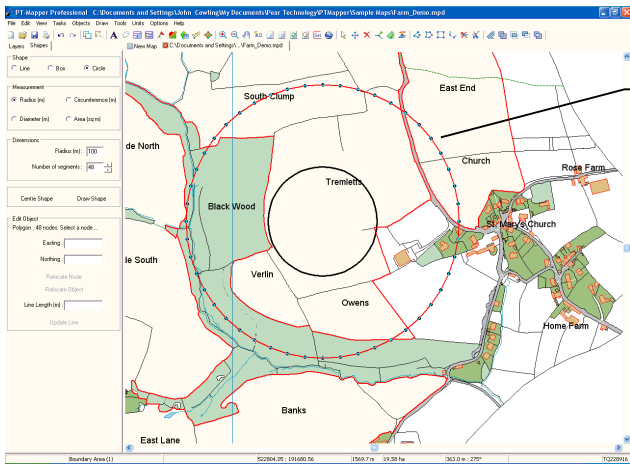 PT-Mapper Professional C:\Documents and Settings\John Cowling\My Documents\Pear Technology\PTMapper\Sample Maps\Farm_Demo.mpd
File Edit View Tasks Objects Draw Tools Units Options Help
Layers Shapes
New Map C:\Documents and Settings\...\Farm_Demo.mpd
Shape
Line Box Circle
Measurement
Radius (m) Circumference (m)
Diameter (m) Area (sq m)
Dimensions
Radius (m): 100
Number of segments: 48
Centre Shape Draw Shape
Edit Object
Polygon : 48 nodes. Select a node ...
Easting :
Northing :
Relocate Node
Relocate Object
Line Length (m) :
Update Line
South Clump
East End
de North
Church
Rose Farm
Tremletts
Black Wood
St. Mary's Church
le South
Verlin
Owens
Home Farm
Banks
East Lane
Boundary Area (1) 522804.05 : 191680.56 1569.7 m 19.58 ha 363.0 m : 275° TQ228916